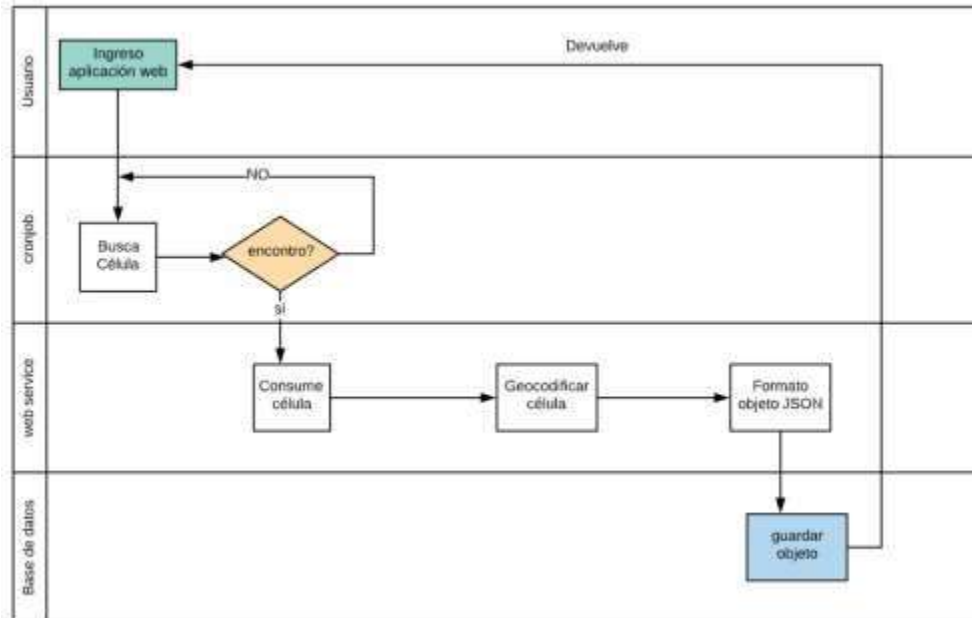 Usuario
Ingreso
aplicación web
Devuelve
cronjob
NO
Busca
Célula
encontro?
si
web service
Consume
célula
Geocodificar
célula
Formato
objeto JSON
Base de datos
guardar
objeto